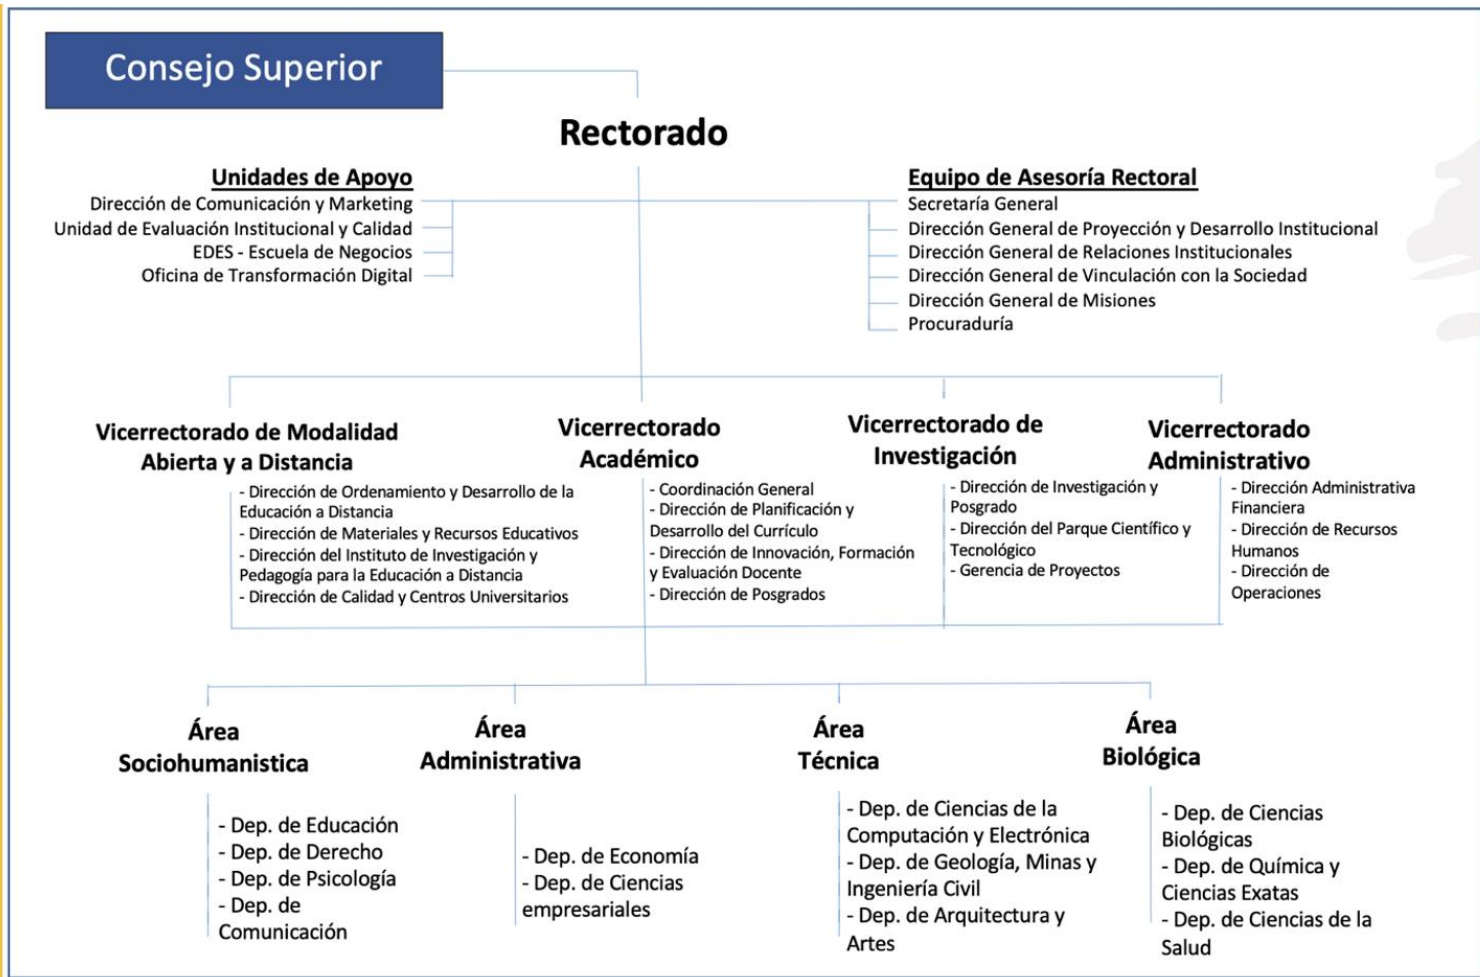 Consejo Superior
Rectorado
Unidades de Apoyo
Dirección de Comunicación y Marketing
Unidad de Evaluación Institucional y Calidad
EDES - Escuela de Negocios
Oficina de Transformación Digital
Equipo de Asesoría Rectoral
Secretaría General
Dirección General de Proyección y Desarrollo Institucional
Dirección General de Relaciones Institucionales
Dirección General de Vinculación con la Sociedad
Dirección General de Misiones
Procuraduría
Vicerrectorado de Modalidad
Abierta y a Distancia
- Dirección de Ordenamiento y Desarrollo de la
Educación a Distancia
- Dirección de Materiales y Recursos Educativos
- Dirección del Instituto de Investigación y
Pedagogía para la Educación a Distancia
- Dirección de Calidad y Centros Universitarios
Vicerrectorado
Académico
- Coordinación General
- Dirección de Planificación y
Desarrollo del Currículo
- Dirección de Innovación, Formación
y Evaluación Docente
- Dirección de Posgrados
Vicerrectorado de
Investigación
- Dirección de Investigación y
Posgrado
- Dirección del Parque Científico y
Tecnológico
- Gerencia de Proyectos
Vicerrectorado
Administrativo
- Dirección Administrativa
Financiera
- Dirección de Recursos
Humanos
- Dirección de
Operaciones
Área
Sociohumanistica
- Dep. de Educación
- Dep. de Derecho
- Dep. de Psicología
- Dep. de
Comunicación
Área
Administrativa
- Dep. de Economía
- Dep. de Ciencias
empresariales
Área
Técnica
- Dep. de Ciencias de la
Computación y Electrónica
- Dep. de Geología, Minas y
Ingeniería Civil
- Dep. de Arquitectura y
Artes
Área
Biológica
- Dep. de Ciencias
Biológicas
- Dep. de Química y
Ciencias Exatas
- Dep. de Ciencias de la
Salud